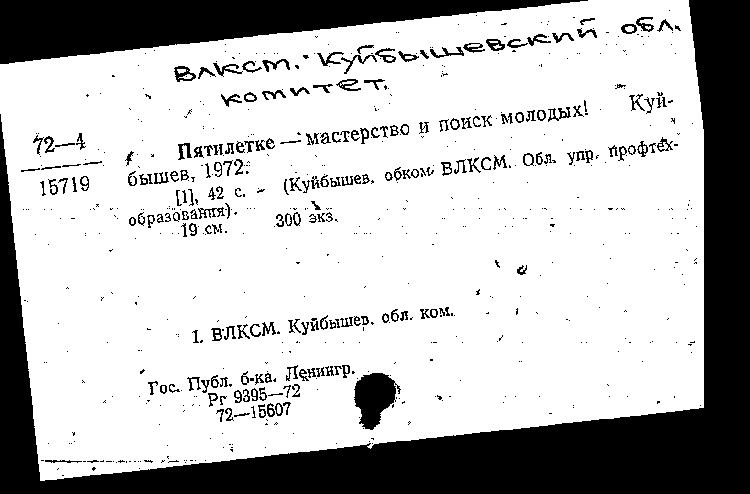 ВЛКСМ. Куйбышевский обл.
комитет.
72—4
15719
Пятилетке — мастерство и поиск молодых! Куй-
бышев, 1972.
[1], 42 с. - (Куйбышев. обком ВЛКСМ. Обл. упр. профтех-
образования).
19 см. 300 экз.
I. ВЛКСМ. Куйбышев. обл. ком.
Гос. Публ. б-ка. Ленингр.
Рг 9395—72
72—15607